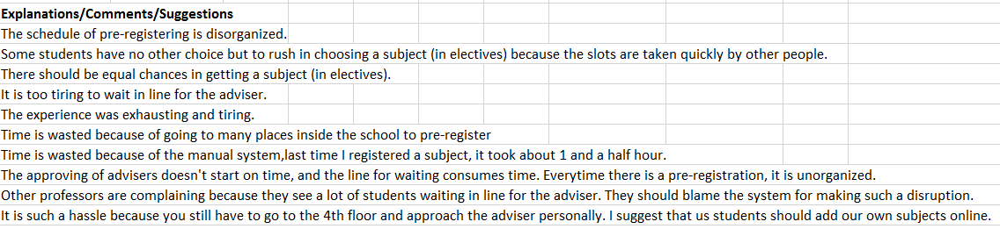 Explanations/Comments/Suggestions
The schedule of pre-registering is disorganized.
Some students have no other choice but to rush in choosing a subject (in electives) because the slots are taken quickly by other people.
There should be equal chances in getting a subject (in electives).
It is too tiring to wait in line for the adviser.
The experience was exhausting and tiring.
Time is wasted because of going to many places inside the school to pre-register
Time is wasted because of the manual system,last time I registered a subject, it took about 1 and a half hour.
The approving of advisers doesn't start on time, and the line for waiting consumes time. Everytime there is a pre-registration, it is unorganized.
Other professors are complaining because they see a lot of students waiting in line for the adviser. They should blame the system for making such a disruption.
It is such a hassle because you still have to go to the 4th floor and approach the adviser personally. I suggest that us students should add our own subjects online.